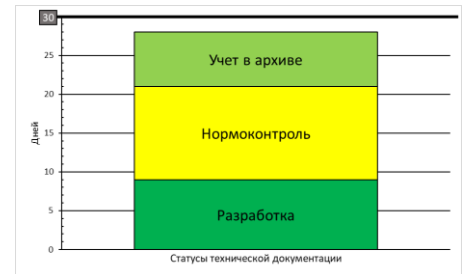 30
25
20
15
10
5
0
Дней
Учет в архиве
Нормоконтроль
Разработка
Статусы технической документации